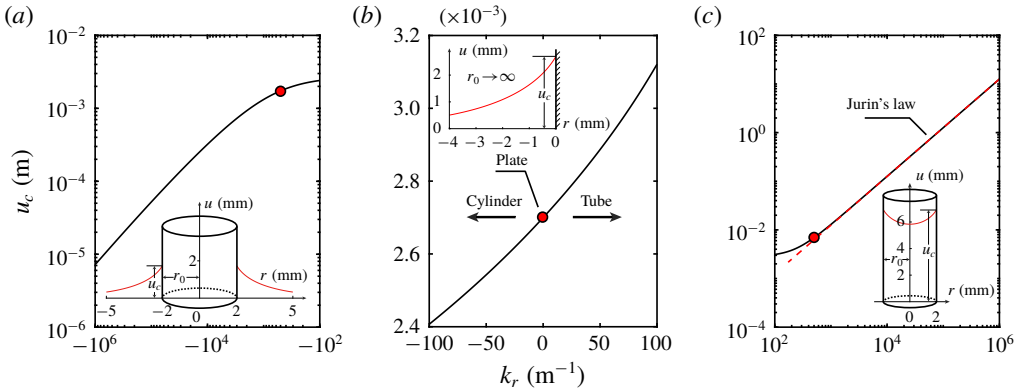 (a)
10⁻²
10⁻³
10⁻⁴
10⁻⁵
10⁻⁶
u_c (m)
−10⁶
−10⁴
−10²
u (mm)
2
r₀
u_c
r (mm)
−5
−2
0
2
5
(b)
(×10⁻³)
3.2
3.0
2.8
2.6
2.4
−100
−50
0
50
100
k_r (m⁻¹)
u (mm)
r₀ → ∞
2
1
0
u_c
r (mm)
−4
−3
−2
−1
0
Plate
Cylinder
Tube
(c)
10²
10⁰
10⁻²
10⁻⁴
10²
10⁴
10⁶
Jurin's law
u (mm)
6
4
2
r₀
u_c
r (mm)
0
2